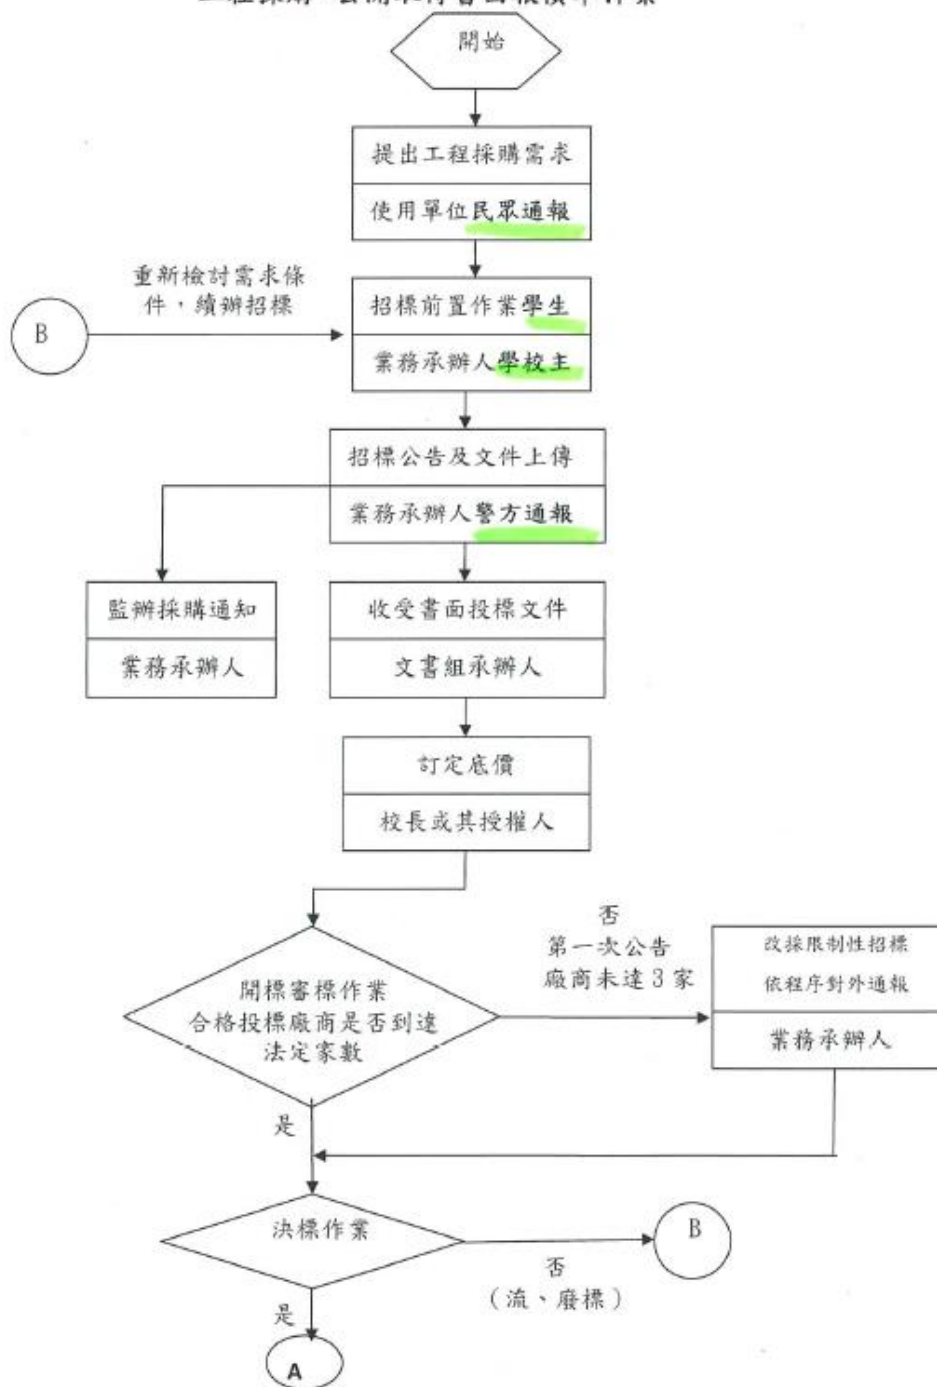 開始
提出工程採購需求
使用單位民眾通報
重新檢討需求條
件,續辦招標
B
招標前置作業學生
業務承辦人學校主
招標公告及文件上傳
業務承辦人警方通報
監辦採購通知
業務承辦人
收受書面投標文件
文書組承辦人
訂定底價
校長或其授權人
開標審標作業
合格投標廠商是否到達
法定家數
否
第一次公告
廠商未達3家
改採限制性招標
依程序對外通報
業務承辦人
是
決標作業
B
否
(流、廢標)
是
A